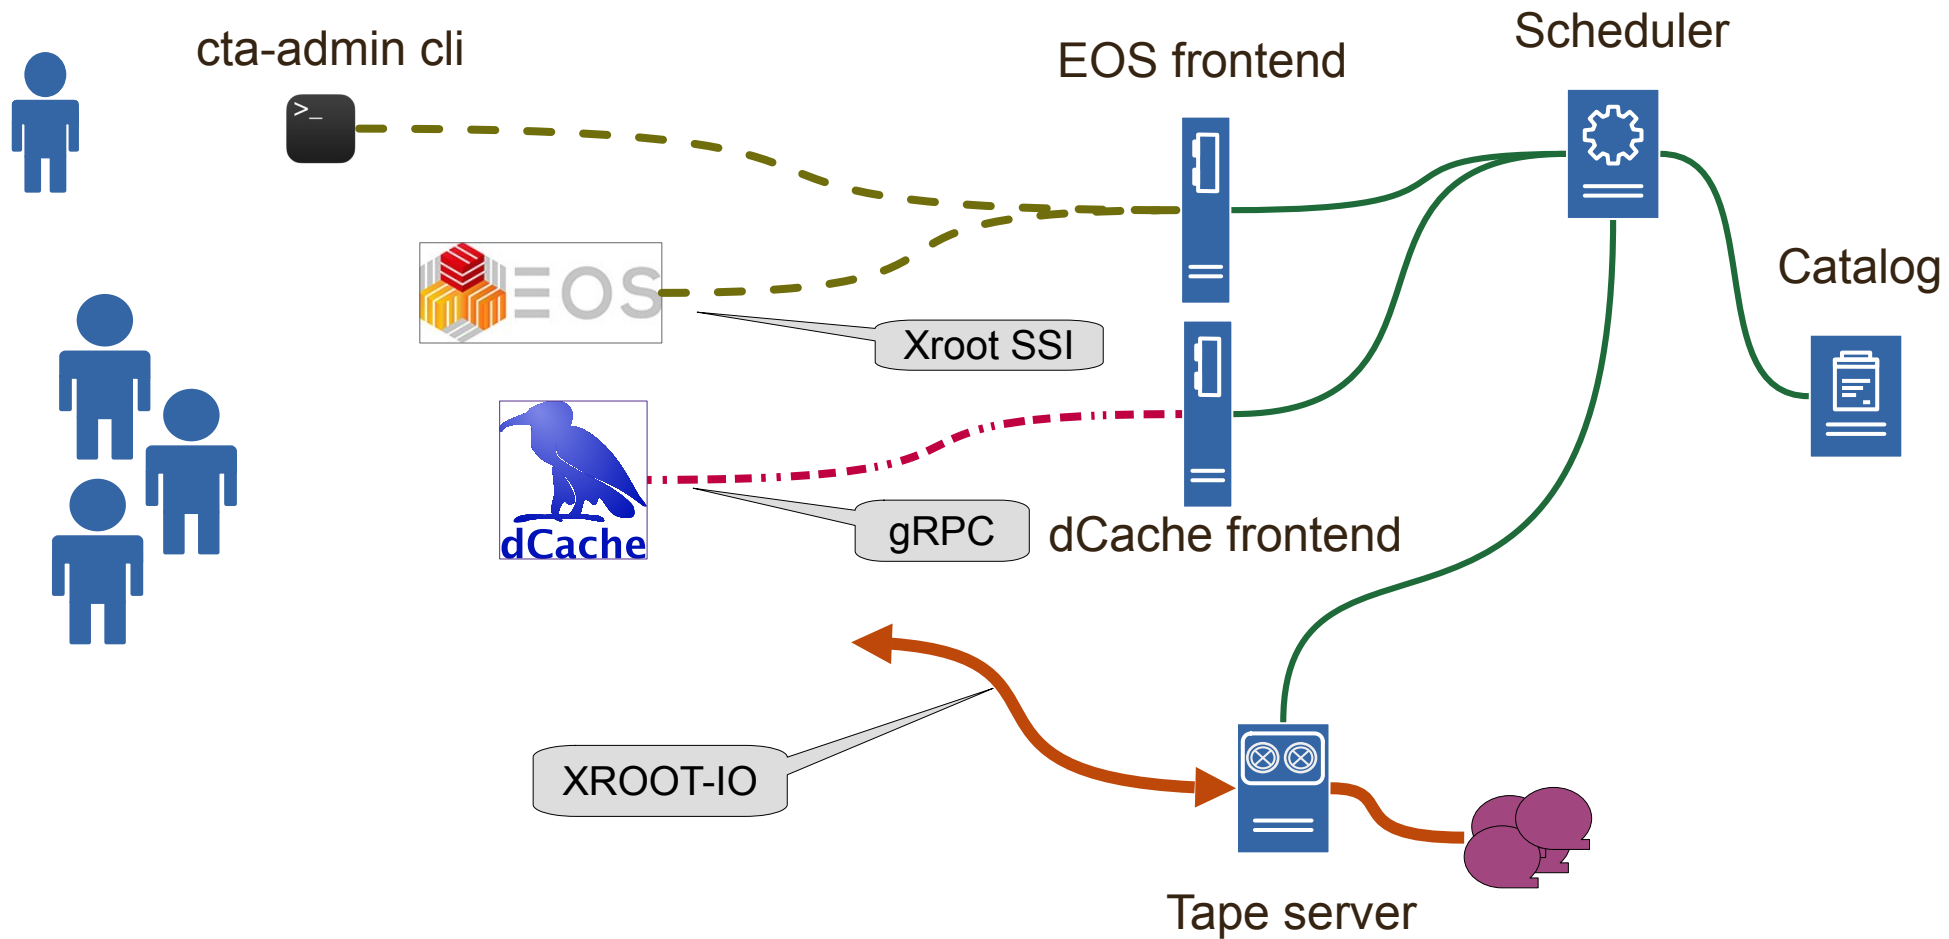 cta-admin cli
EOS frontend
Scheduler
>_
Catalog
EOS
Xroot SSI
dCache
gRPC
dCache frontend
XROOT-IO
Tape server